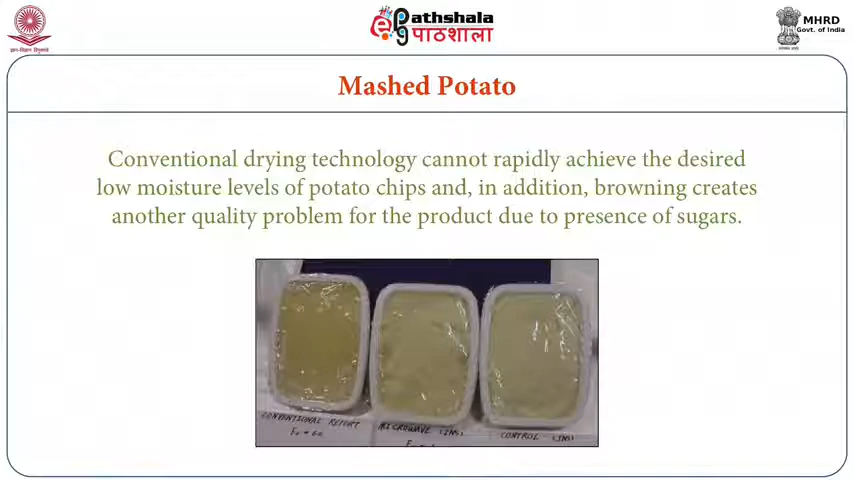 Pathshala
पाठशाला
MHRD
Govt. of India
Mashed Potato
Conventional drying technology cannot rapidly achieve the desired
low moisture levels of potato chips and, in addition, browning creates
another quality problem for the product due to presence of sugars.
CONVENTIONAL RETORT
MICROWAVE (INS)
CONTROL (INS)